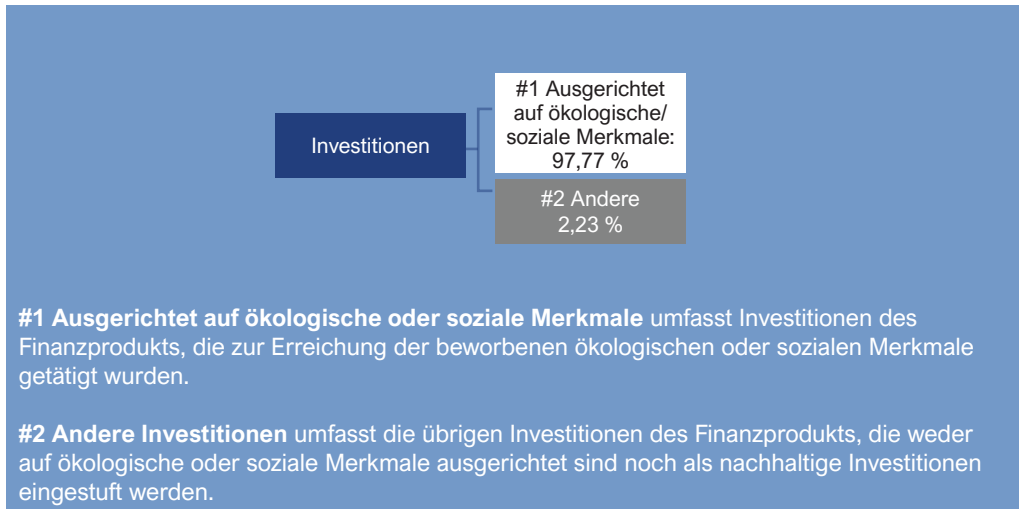 Investitionen
#1 Ausgerichtet
auf ökologische/
soziale Merkmale:
97,77 %
#2 Andere
2,23 %
#1 Ausgerichtet auf ökologische oder soziale Merkmale umfasst Investitionen des
Finanzprodukts, die zur Erreichung der beworbenen ökologischen oder sozialen Merkmale
getätigt wurden.
#2 Andere Investitionen umfasst die übrigen Investitionen des Finanzprodukts, die weder
auf ökologische oder soziale Merkmale ausgerichtet sind noch als nachhaltige Investitionen
eingestuft werden.